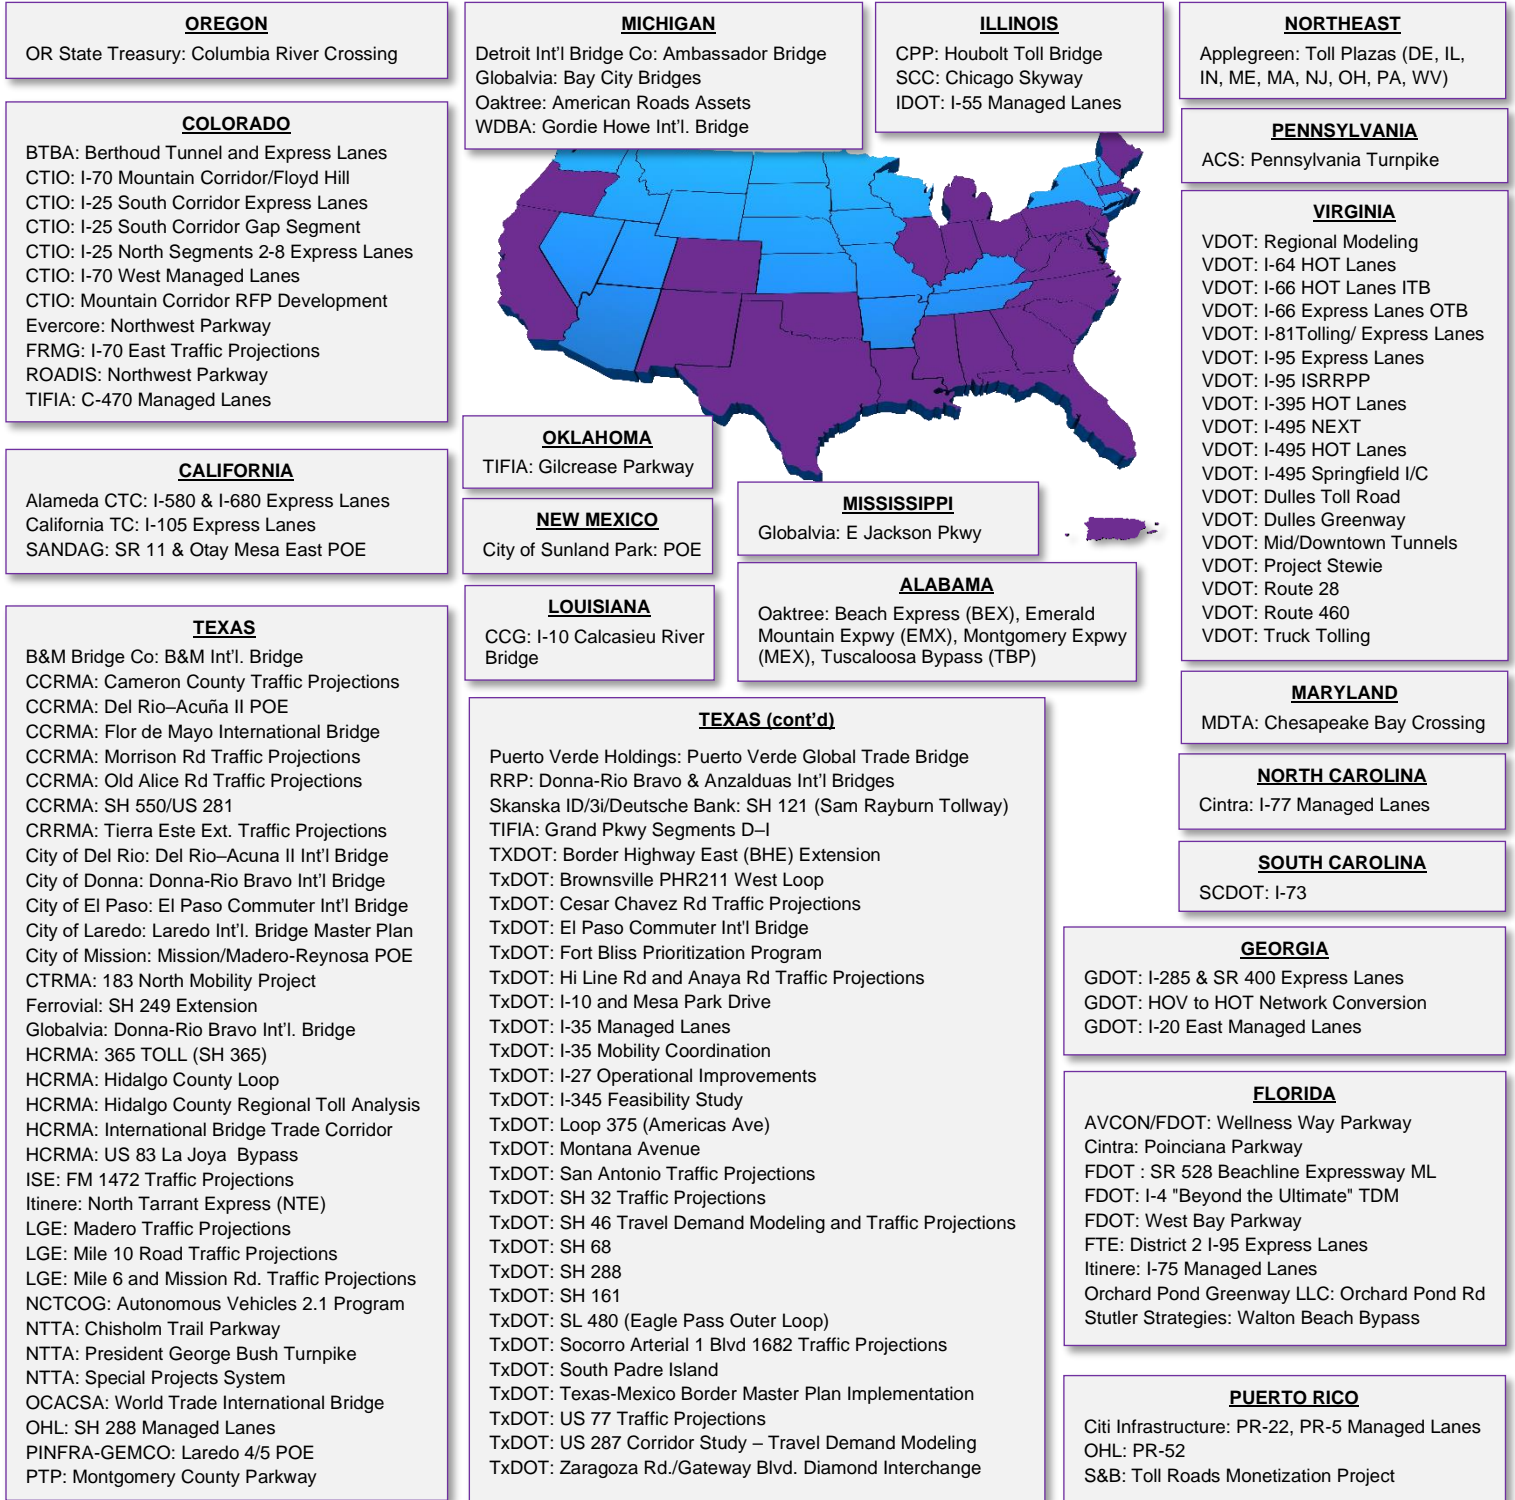 OREGON
OR State Treasury: Columbia River Crossing
COLORADO
BTBA: Berthoud Tunnel and Express Lanes
CTIO: I-70 Mountain Corridor/Floyd Hill
CTIO: I-25 South Corridor Express Lanes
CTIO: I-25 South Corridor Gap Segment
CTIO: I-25 North Segments 2-8 Express Lanes
CTIO: I-70 West Managed Lanes
CTIO: Mountain Corridor RFP Development
Evercore: Northwest Parkway
FRMG: I-70 East Traffic Projections
ROADIS: Northwest Parkway
TIFIA: C-470 Managed Lanes
CALIFORNIA
Alameda CTC: I-580 & I-680 Express Lanes
California TC: I-105 Express Lanes
SANDAG: SR 11 & Otay Mesa East POE
TEXAS
B&M Bridge Co: B&M Int'l. Bridge
CCRMA: Cameron County Traffic Projections
CCRMA: Del Rio–Acuña II POE
CCRMA: Flor de Mayo International Bridge
CCRMA: Morrison Rd Traffic Projections
CCRMA: Old Alice Rd Traffic Projections
CCRMA: SH 550/US 281
CRRMA: Tierra Este Ext. Traffic Projections
City of Del Rio: Del Rio–Acuna II Int'l Bridge
City of Donna: Donna-Rio Bravo Int'l Bridge
City of El Paso: El Paso Commuter Int'l Bridge
City of Laredo: Laredo Int'l. Bridge Master Plan
City of Mission: Mission/Madero-Reynosa POE
CTRMA: 183 North Mobility Project
Ferrovial: SH 249 Extension
Globalvia: Donna-Rio Bravo Int'l. Bridge
HCRMA: 365 TOLL (SH 365)
HCRMA: Hidalgo County Loop
HCRMA: Hidalgo County Regional Toll Analysis
HCRMA: International Bridge Trade Corridor
HCRMA: US 83 La Joya  Bypass
ISE: FM 1472 Traffic Projections
Itinere: North Tarrant Express (NTE)
LGE: Madero Traffic Projections
LGE: Mile 10 Road Traffic Projections
LGE: Mile 6 and Mission Rd. Traffic Projections
NCTCOG: Autonomous Vehicles 2.1 Program
NTTA: Chisholm Trail Parkway
NTTA: President George Bush Turnpike
NTTA: Special Projects System
OCACSA: World Trade International Bridge
OHL: SH 288 Managed Lanes
PINFRA-GEMCO: Laredo 4/5 POE
PTP: Montgomery County Parkway
MICHIGAN
Detroit Int'l Bridge Co: Ambassador Bridge
Globalvia: Bay City Bridges
Oaktree: American Roads Assets
WDBA: Gordie Howe Int'l. Bridge
ILLINOIS
CPP: Houbolt Toll Bridge
SCC: Chicago Skyway
IDOT: I-55 Managed Lanes
OKLAHOMA
TIFIA: Gilcrease Parkway
NEW MEXICO
City of Sunland Park: POE
LOUISIANA
CCG: I-10 Calcasieu River
Bridge
MISSISSIPPI
Globalvia: E Jackson Pkwy
ALABAMA
Oaktree: Beach Express (BEX), Emerald
Mountain Expwy (EMX), Montgomery Expwy
(MEX), Tuscaloosa Bypass (TBP)
TEXAS (cont'd)
Puerto Verde Holdings: Puerto Verde Global Trade Bridge
RRP: Donna-Rio Bravo & Anzalduas Int'l Bridges
Skanska ID/3i/Deutsche Bank: SH 121 (Sam Rayburn Tollway)
TIFIA: Grand Pkwy Segments D–I
TXDOT: Border Highway East (BHE) Extension
TxDOT: Brownsville PHR211 West Loop
TxDOT: Cesar Chavez Rd Traffic Projections
TxDOT: El Paso Commuter Int'l Bridge
TxDOT: Fort Bliss Prioritization Program
TxDOT: Hi Line Rd and Anaya Rd Traffic Projections
TxDOT: I-10 and Mesa Park Drive
TxDOT: I-35 Managed Lanes
TxDOT: I-35 Mobility Coordination
TxDOT: I-27 Operational Improvements
TxDOT: I-345 Feasibility Study
TxDOT: Loop 375 (Americas Ave)
TxDOT: Montana Avenue
TxDOT: San Antonio Traffic Projections
TxDOT: SH 32 Traffic Projections
TxDOT: SH 46 Travel Demand Modeling and Traffic Projections
TxDOT: SH 68
TxDOT: SH 288
TxDOT: SH 161
TxDOT: SL 480 (Eagle Pass Outer Loop)
TxDOT: Socorro Arterial 1 Blvd 1682 Traffic Projections
TxDOT: South Padre Island
TxDOT: Texas-Mexico Border Master Plan Implementation
TxDOT: US 77 Traffic Projections
TxDOT: US 287 Corridor Study – Travel Demand Modeling
TxDOT: Zaragoza Rd./Gateway Blvd. Diamond Interchange
NORTHEAST
Applegreen: Toll Plazas (DE, IL,
IN, ME, MA, NJ, OH, PA, WV)
PENNSYLVANIA
ACS: Pennsylvania Turnpike
VIRGINIA
VDOT: Regional Modeling
VDOT: I-64 HOT Lanes
VDOT: I-66 HOT Lanes ITB
VDOT: I-66 Express Lanes OTB
VDOT: I-81Tolling/ Express Lanes
VDOT: I-95 Express Lanes
VDOT: I-95 ISRRPP
VDOT: I-395 HOT Lanes
VDOT: I-495 NEXT
VDOT: I-495 HOT Lanes
VDOT: I-495 Springfield I/C
VDOT: Dulles Toll Road
VDOT: Dulles Greenway
VDOT: Mid/Downtown Tunnels
VDOT: Project Stewie
VDOT: Route 28
VDOT: Route 460
VDOT: Truck Tolling
MARYLAND
MDTA: Chesapeake Bay Crossing
NORTH CAROLINA
Cintra: I-77 Managed Lanes
SOUTH CAROLINA
SCDOT: I-73
GEORGIA
GDOT: I-285 & SR 400 Express Lanes
GDOT: HOV to HOT Network Conversion
GDOT: I-20 East Managed Lanes
FLORIDA
AVCON/FDOT: Wellness Way Parkway
Cintra: Poinciana Parkway
FDOT : SR 528 Beachline Expressway ML
FDOT: I-4 "Beyond the Ultimate" TDM
FDOT: West Bay Parkway
FTE: District 2 I-95 Express Lanes
Itinere: I-75 Managed Lanes
Orchard Pond Greenway LLC: Orchard Pond Rd
Stutler Strategies: Walton Beach Bypass
PUERTO RICO
Citi Infrastructure: PR-22, PR-5 Managed Lanes
OHL: PR-52
S&B: Toll Roads Monetization Project